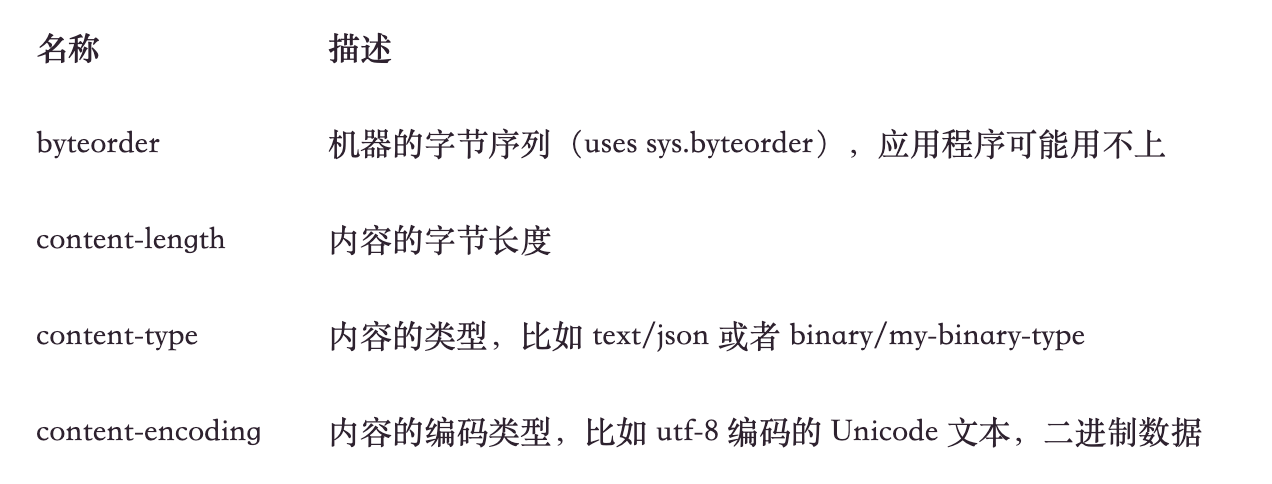 名称 描述
byteorder 机器的字节序列（uses sys.byteorder），应用程序可能用不上
content-length 内容的字节长度
content-type 内容的类型，比如 text/json 或者 binary/my-binary-type
content-encoding 内容的编码类型，比如 utf-8 编码的 Unicode 文本，二进制数据